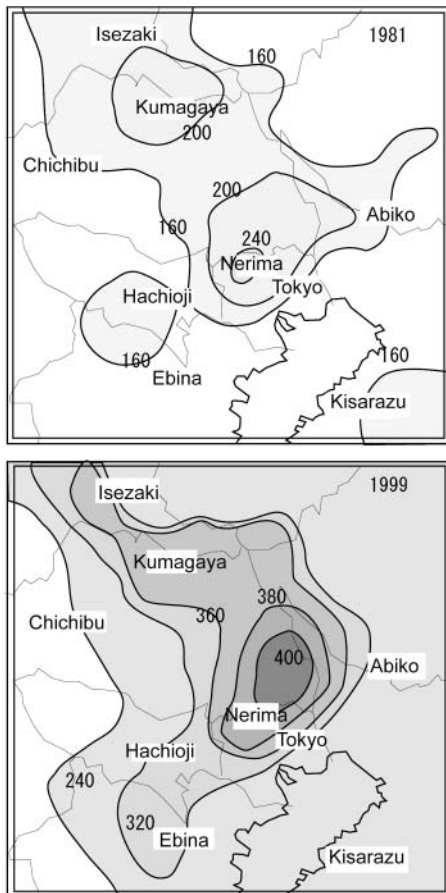 Isezaki
1981
160
Kumagaya
200
Chichibu
200
Abiko
160
240
Nerima
Hachioji
Tokyo
160
160
Ebina
Kisarazu
1999
Isezaki
Kumagaya
380
360
Chichibu
400
Abiko
Nerima
Tokyo
Hachioji
240
320
Ebina
Kisarazu